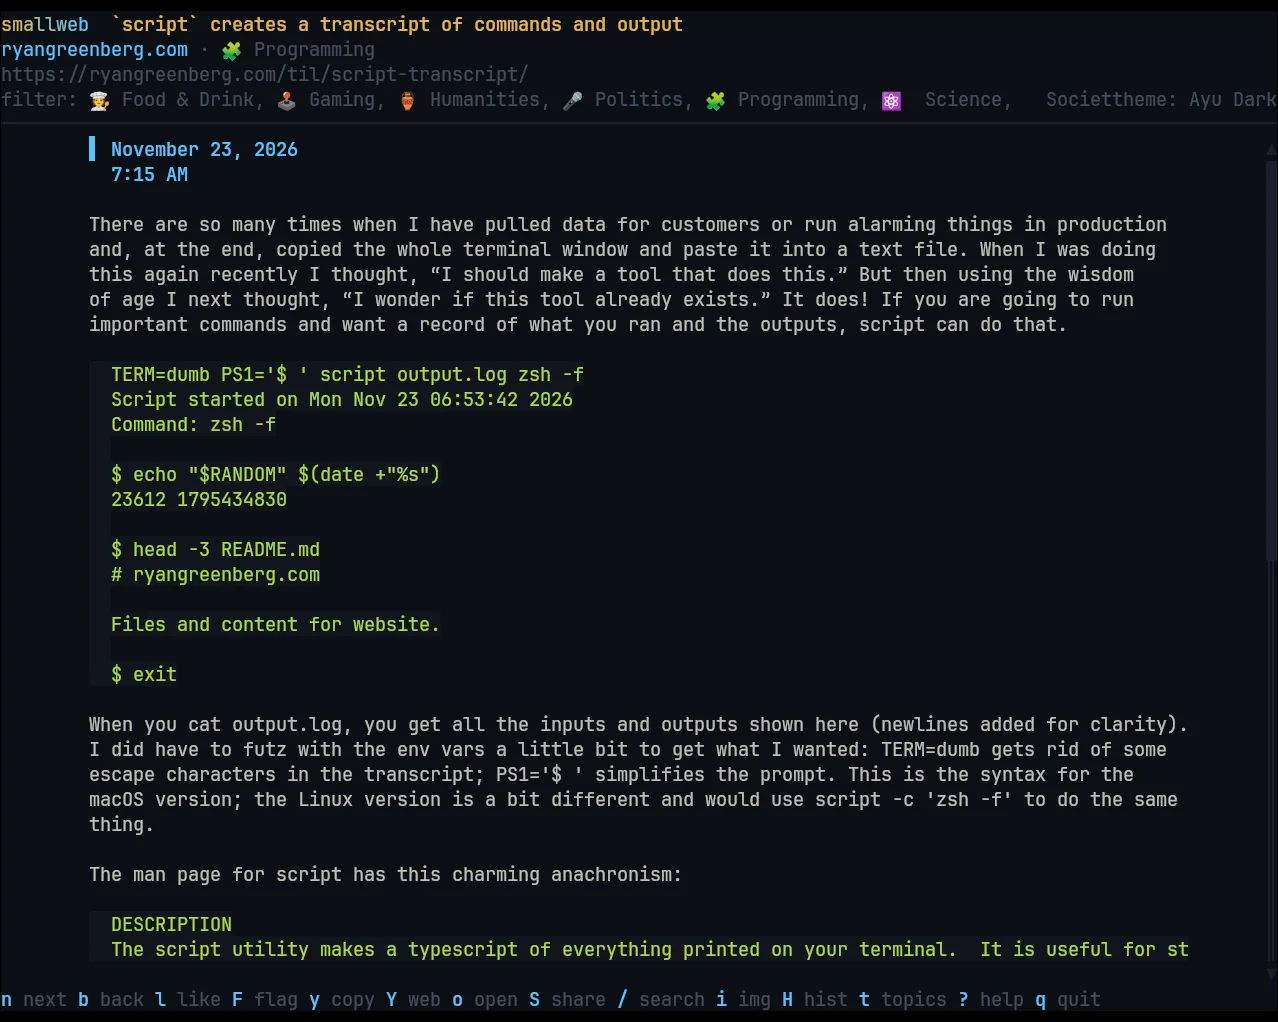 smallweb  `script` creates a transcript of commands and output
ryangreenberg.com · 🧩 Programming
https://ryangreenberg.com/til/script-transcript/
filter: 👨‍🍳 Food & Drink, 🕹️ Gaming, 🏺 Humanities, 🎤 Politics, 🧩 Programming, ⚛️ Science,   Societtheme: Ayu Dark
November 23, 2026
7:15 AM
There are so many times when I have pulled data for customers or run alarming things in production
and, at the end, copied the whole terminal window and paste it into a text file. When I was doing
this again recently I thought, “I should make a tool that does this.” But then using the wisdom
of age I next thought, “I wonder if this tool already exists.” It does! If you are going to run
important commands and want a record of what you ran and the outputs, script can do that.
TERM=dumb PS1='$ ' script output.log zsh -f
Script started on Mon Nov 23 06:53:42 2026
Command: zsh -f
$ echo "$RANDOM" $(date +"%s")
23612 1795434830
$ head -3 README.md
# ryangreenberg.com
Files and content for website.
$ exit
When you cat output.log, you get all the inputs and outputs shown here (newlines added for clarity).
I did have to futz with the env vars a little bit to get what I wanted: TERM=dumb gets rid of some
escape characters in the transcript; PS1='$ ' simplifies the prompt. This is the syntax for the
macOS version; the Linux version is a bit different and would use script -c 'zsh -f' to do the same
thing.
The man page for script has this charming anachronism:
DESCRIPTION
The script utility makes a typescript of everything printed on your terminal.  It is useful for st
n next b back l like F flag y copy Y web o open S share / search i img H hist t topics ? help q quit